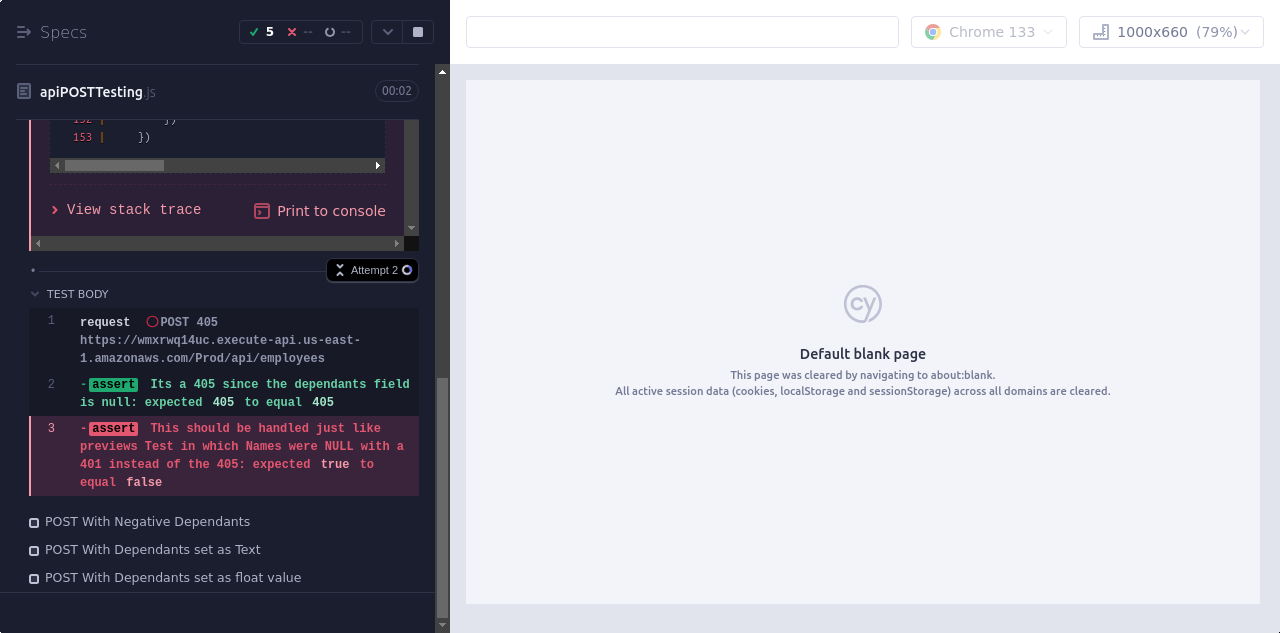 Specs
5
--
--
Chrome 133
1000x660 (79%)
apiPOSTTesting.js
00:02
152 | })
153 | })
View stack trace
Print to console
Attempt 2
TEST BODY
1 request POST 405
https://wmxrwq14uc.execute-api.us-east-
1.amazonaws.com/Prod/api/employees
2 -assert Its a 405 since the dependants field
is null: expected 405 to equal 405
3 -assert This should be handled just like
previews Test in which Names were NULL with a
401 instead of the 405: expected true to
equal false
POST With Negative Dependants
POST With Dependants set as Text
POST With Dependants set as float value
cy
Default blank page
This page was cleared by navigating to about:blank.
All active session data (cookies, localStorage and sessionStorage) across all domains are cleared.